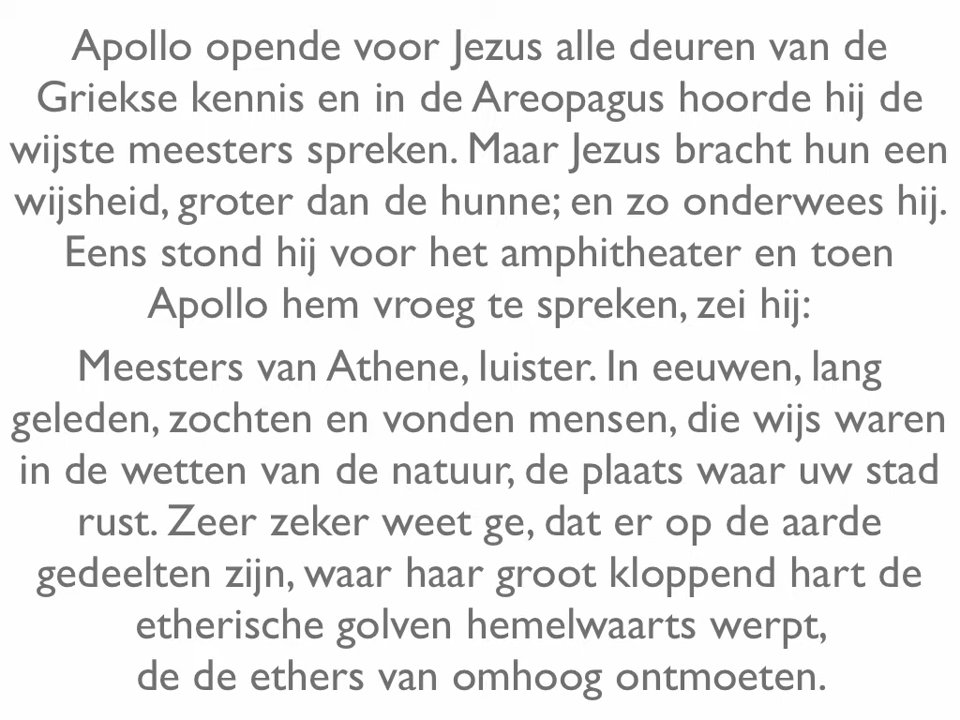 Apollo opende voor Jezus alle deuren van de
Griekse kennis en in de Areopagus hoorde hij de
wijste meesters spreken. Maar Jezus bracht hun een
wijsheid, groter dan de hunne; en zo onderwees hij.
Eens stond hij voor het amphitheater en toen
Apollo hem vroeg te spreken, zei hij:
Meesters van Athene, luister. In eeuwen, lang
geleden, zochten en vonden mensen, die wijs waren
in de wetten van de natuur, de plaats waar uw stad
rust. Zeer zeker weet ge, dat er op de aarde
gedeelten zijn, waar haar groot kloppend hart de
etherische golven hemelwaarts werpt,
de de ethers van omhoog ontmoeten.